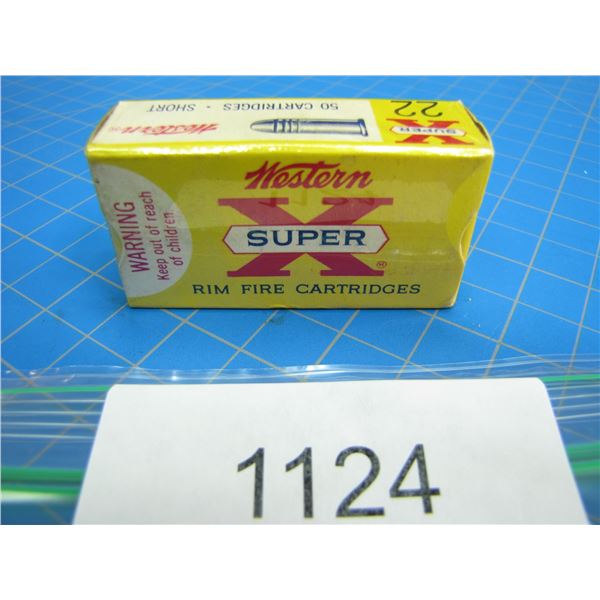 50 CARTRIDGES • SHORT
Western
22
SUPER
X
Western
X
SUPER
®
RIM FIRE CARTRIDGES
WARNING
Keep out of reach
of children.
1124